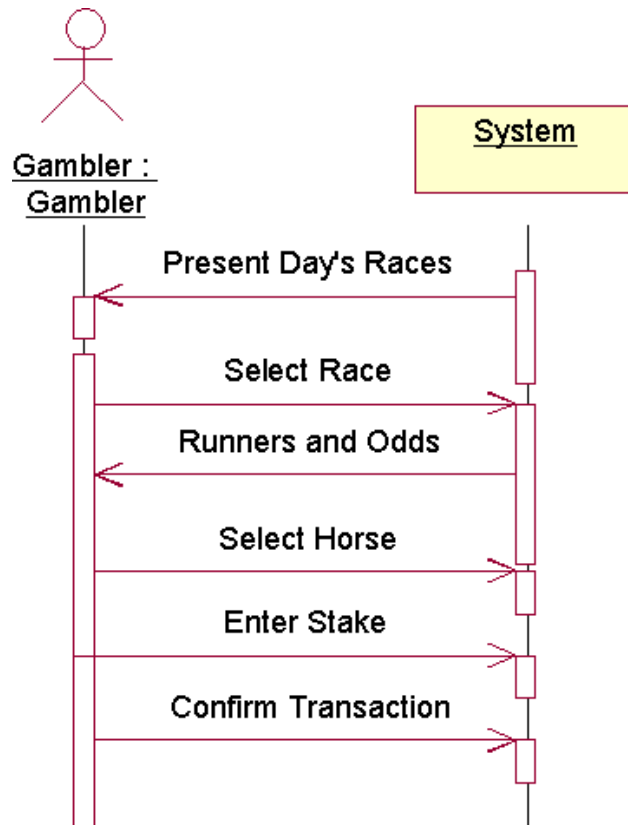 Gambler :
Gambler
System
Present Day's Races
Select Race
Runners and Odds
Select Horse
Enter Stake
Confirm Transaction